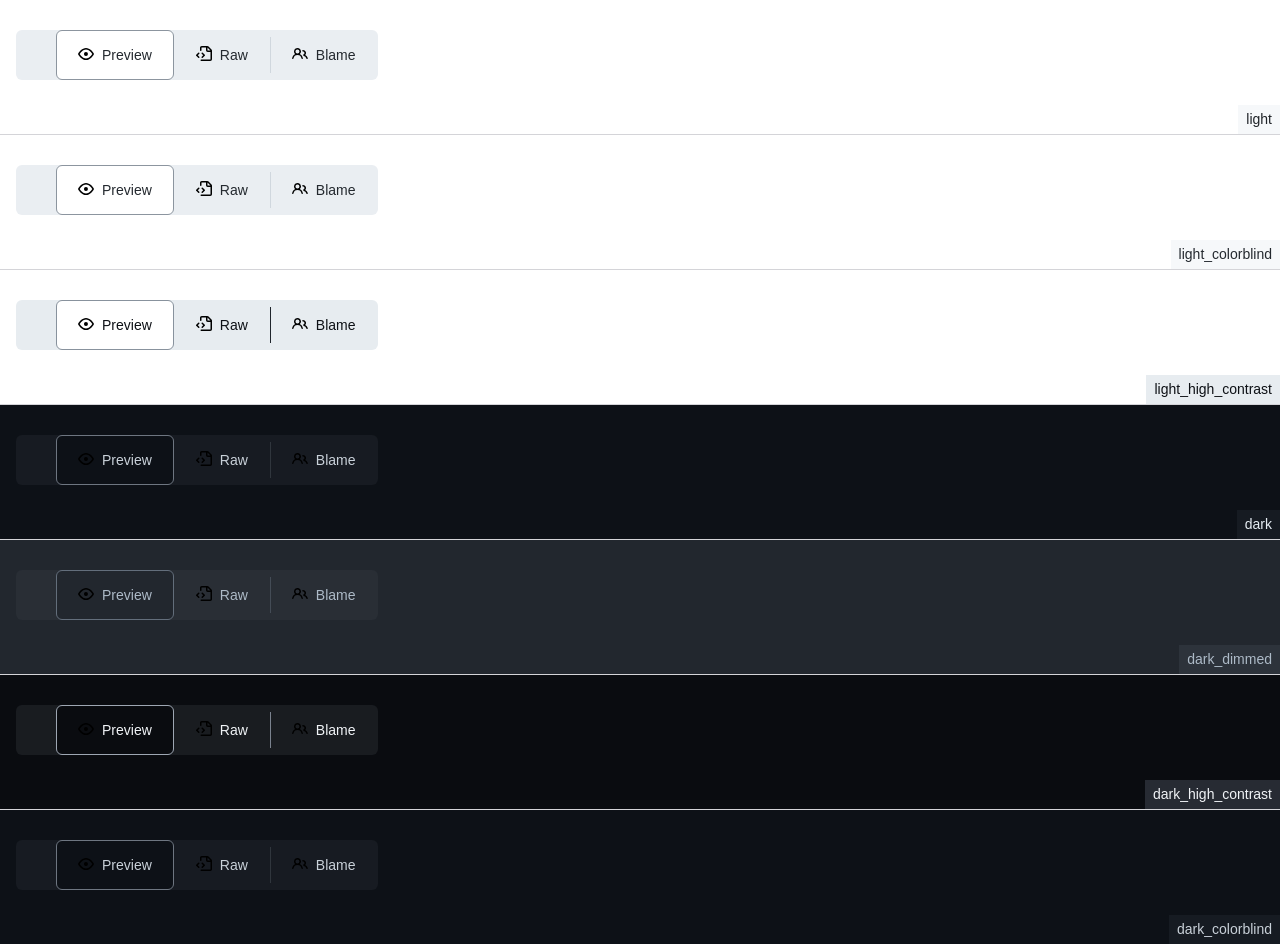 Preview Raw Blame
light
Preview Raw Blame
light_colorblind
Preview Raw Blame
light_high_contrast
Preview Raw Blame
dark
Preview Raw Blame
dark_dimmed
Preview Raw Blame
dark_high_contrast
Preview Raw Blame
dark_colorblind